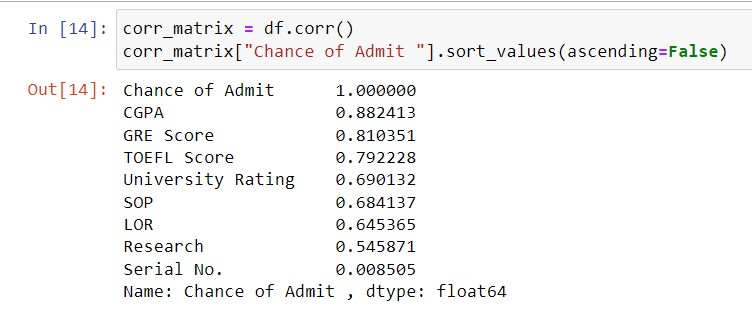 In [14]: corr_matrix = df.corr()
corr_matrix["Chance of Admit "].sort_values(ascending=False)
Out[14]: Chance of Admit 1.000000
CGPA 0.882413
GRE Score 0.810351
TOEFL Score 0.792228
University Rating 0.690132
SOP 0.684137
LOR 0.645365
Research 0.545871
Serial No. 0.008505
Name: Chance of Admit , dtype: float64